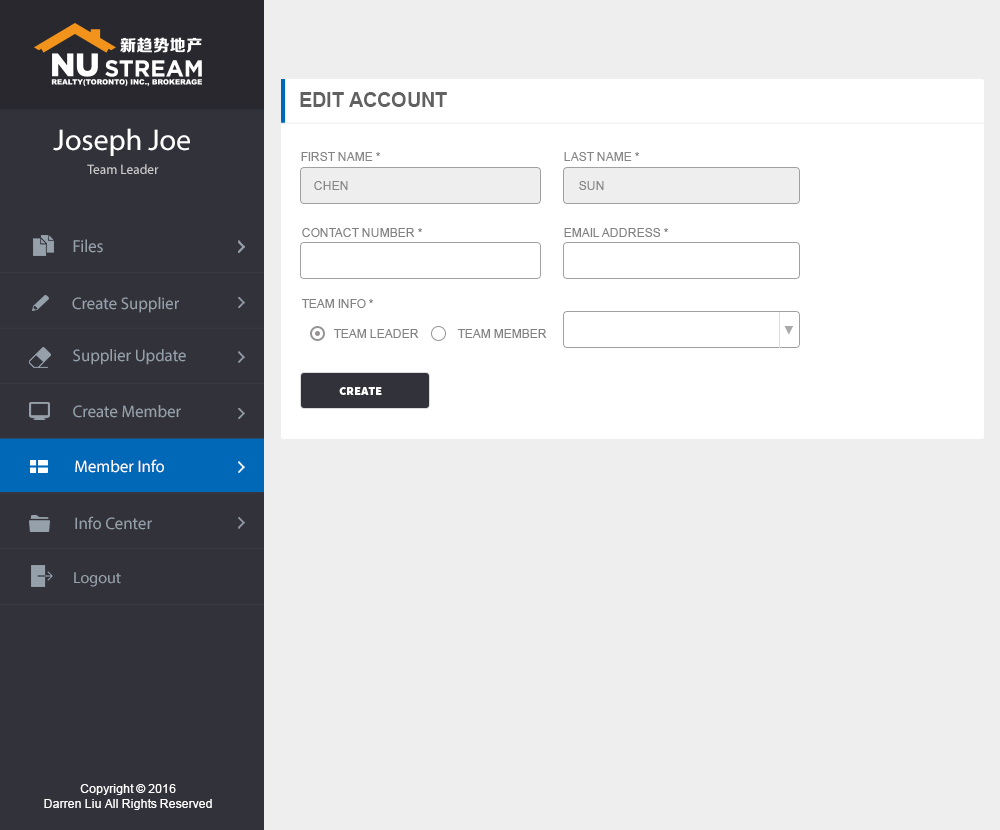 新趋势地产
NU STREAM
REALTY(TORONTO) INC., BROKERAGE
Joseph Joe
Team Leader
Files
Create Supplier
Supplier Update
Create Member
Member Info
Info Center
Logout
Copyright © 2016
Darren Liu All Rights Reserved
EDIT ACCOUNT
FIRST NAME * LAST NAME *
CHEN SUN
CONTACT NUMBER * EMAIL ADDRESS *
TEAM INFO *
TEAM LEADER TEAM MEMBER
CREATE